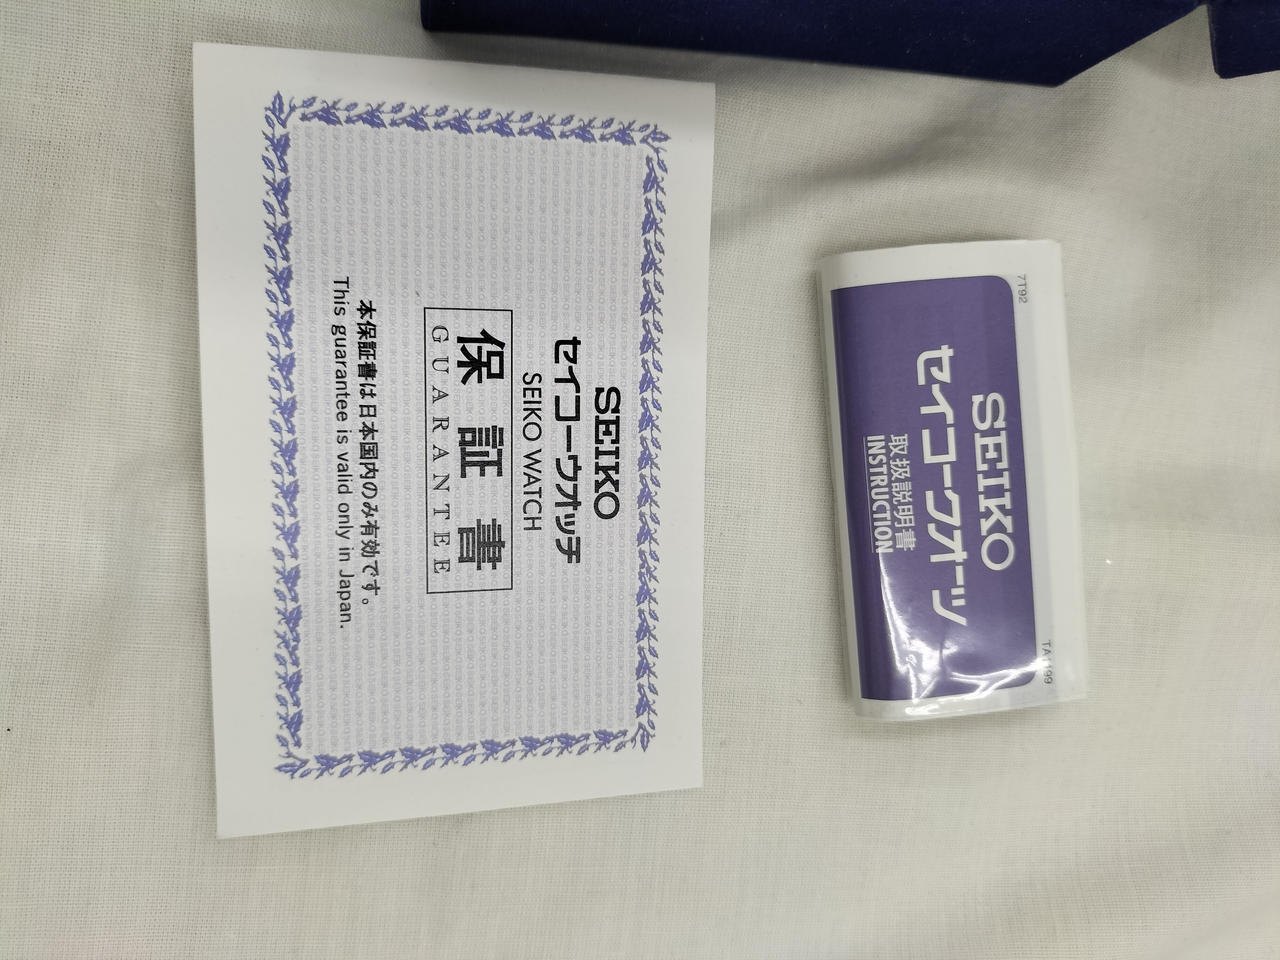 SEIKO
セイコーウオッチ
SEIKO WATCH
保証書
GUARANTEE
本保証書は日本国内のみ有効です。
This guarantee is valid only in Japan.
7T92
TA1199
SEIKO
セイコークオーツ
取扱説明書
INSTRUCTION